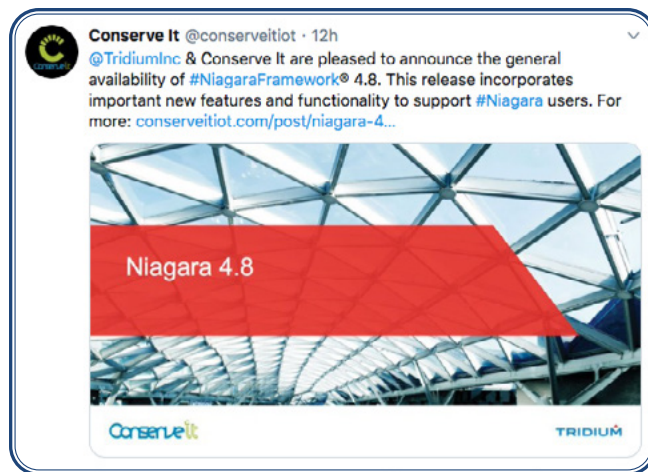 Conserve It @conserveitiot · 12h
@TridiumInc & Conserve It are pleased to announce the general
availability of #NiagaraFramework® 4.8. This release incorporates
important new features and functionality to support #Niagara users. For
more: conserveitiot.com/post/niagara-4...
Niagara 4.8
Conserve It
TRIDIUM